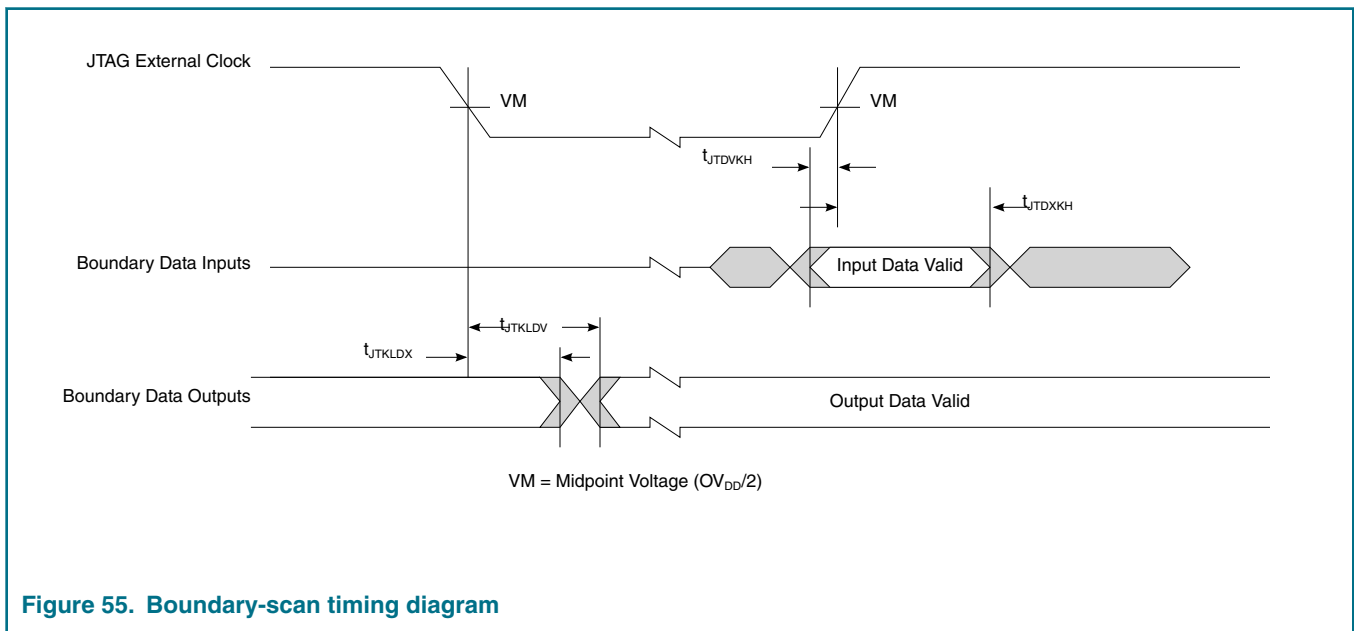 JTAG External Clock
VM
VM
tJTDVKH
tJTDXKH
Boundary Data Inputs
Input Data Valid
tJTKLDV
tJTKLDX
Boundary Data Outputs
Output Data Valid
VM = Midpoint Voltage (OVDD/2)
Figure 55. Boundary-scan timing diagram